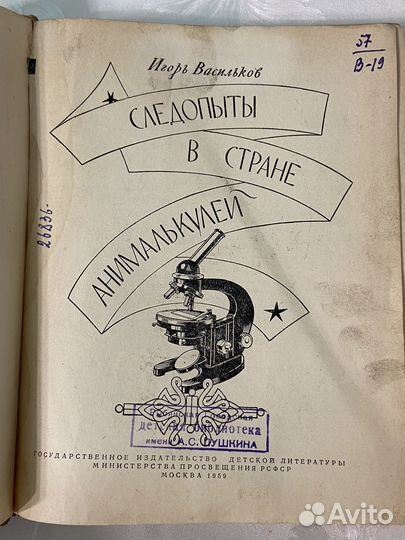 Игорь Васильков
57
В-19
СЛЕДОПЫТЫ
В СТРАНЕ
АНИМАЛЬКУЛЕЙ
26836-
библиотека
имени А.С. ПУШКИНА
ГОСУДАРСТВЕННОЕ ИЗДАТЕЛЬСТВО ДЕТСКОЙ ЛИТЕРАТУРЫ
МИНИСТЕРСТВА ПРОСВЕЩЕНИЯ РСФСР
МОСКВА 1959
Avito